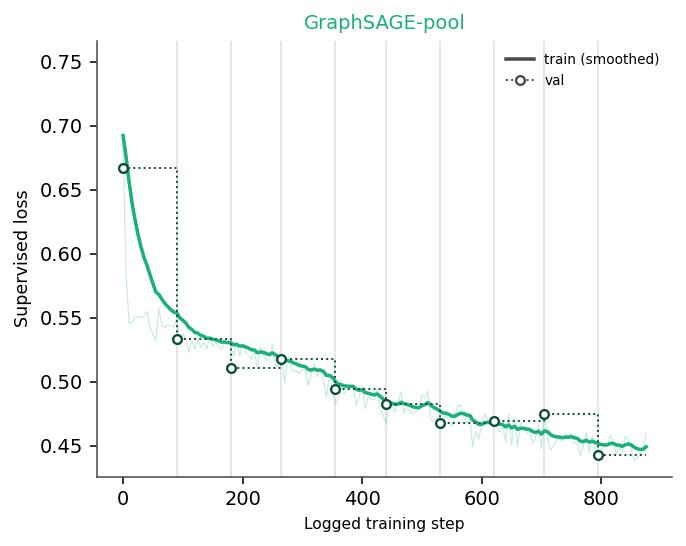 GraphSAGE-pool
train (smoothed)
val
Supervised loss
0.75
0.70
0.65
0.60
0.55
0.50
0.45
0
200
400
600
800
Logged training step